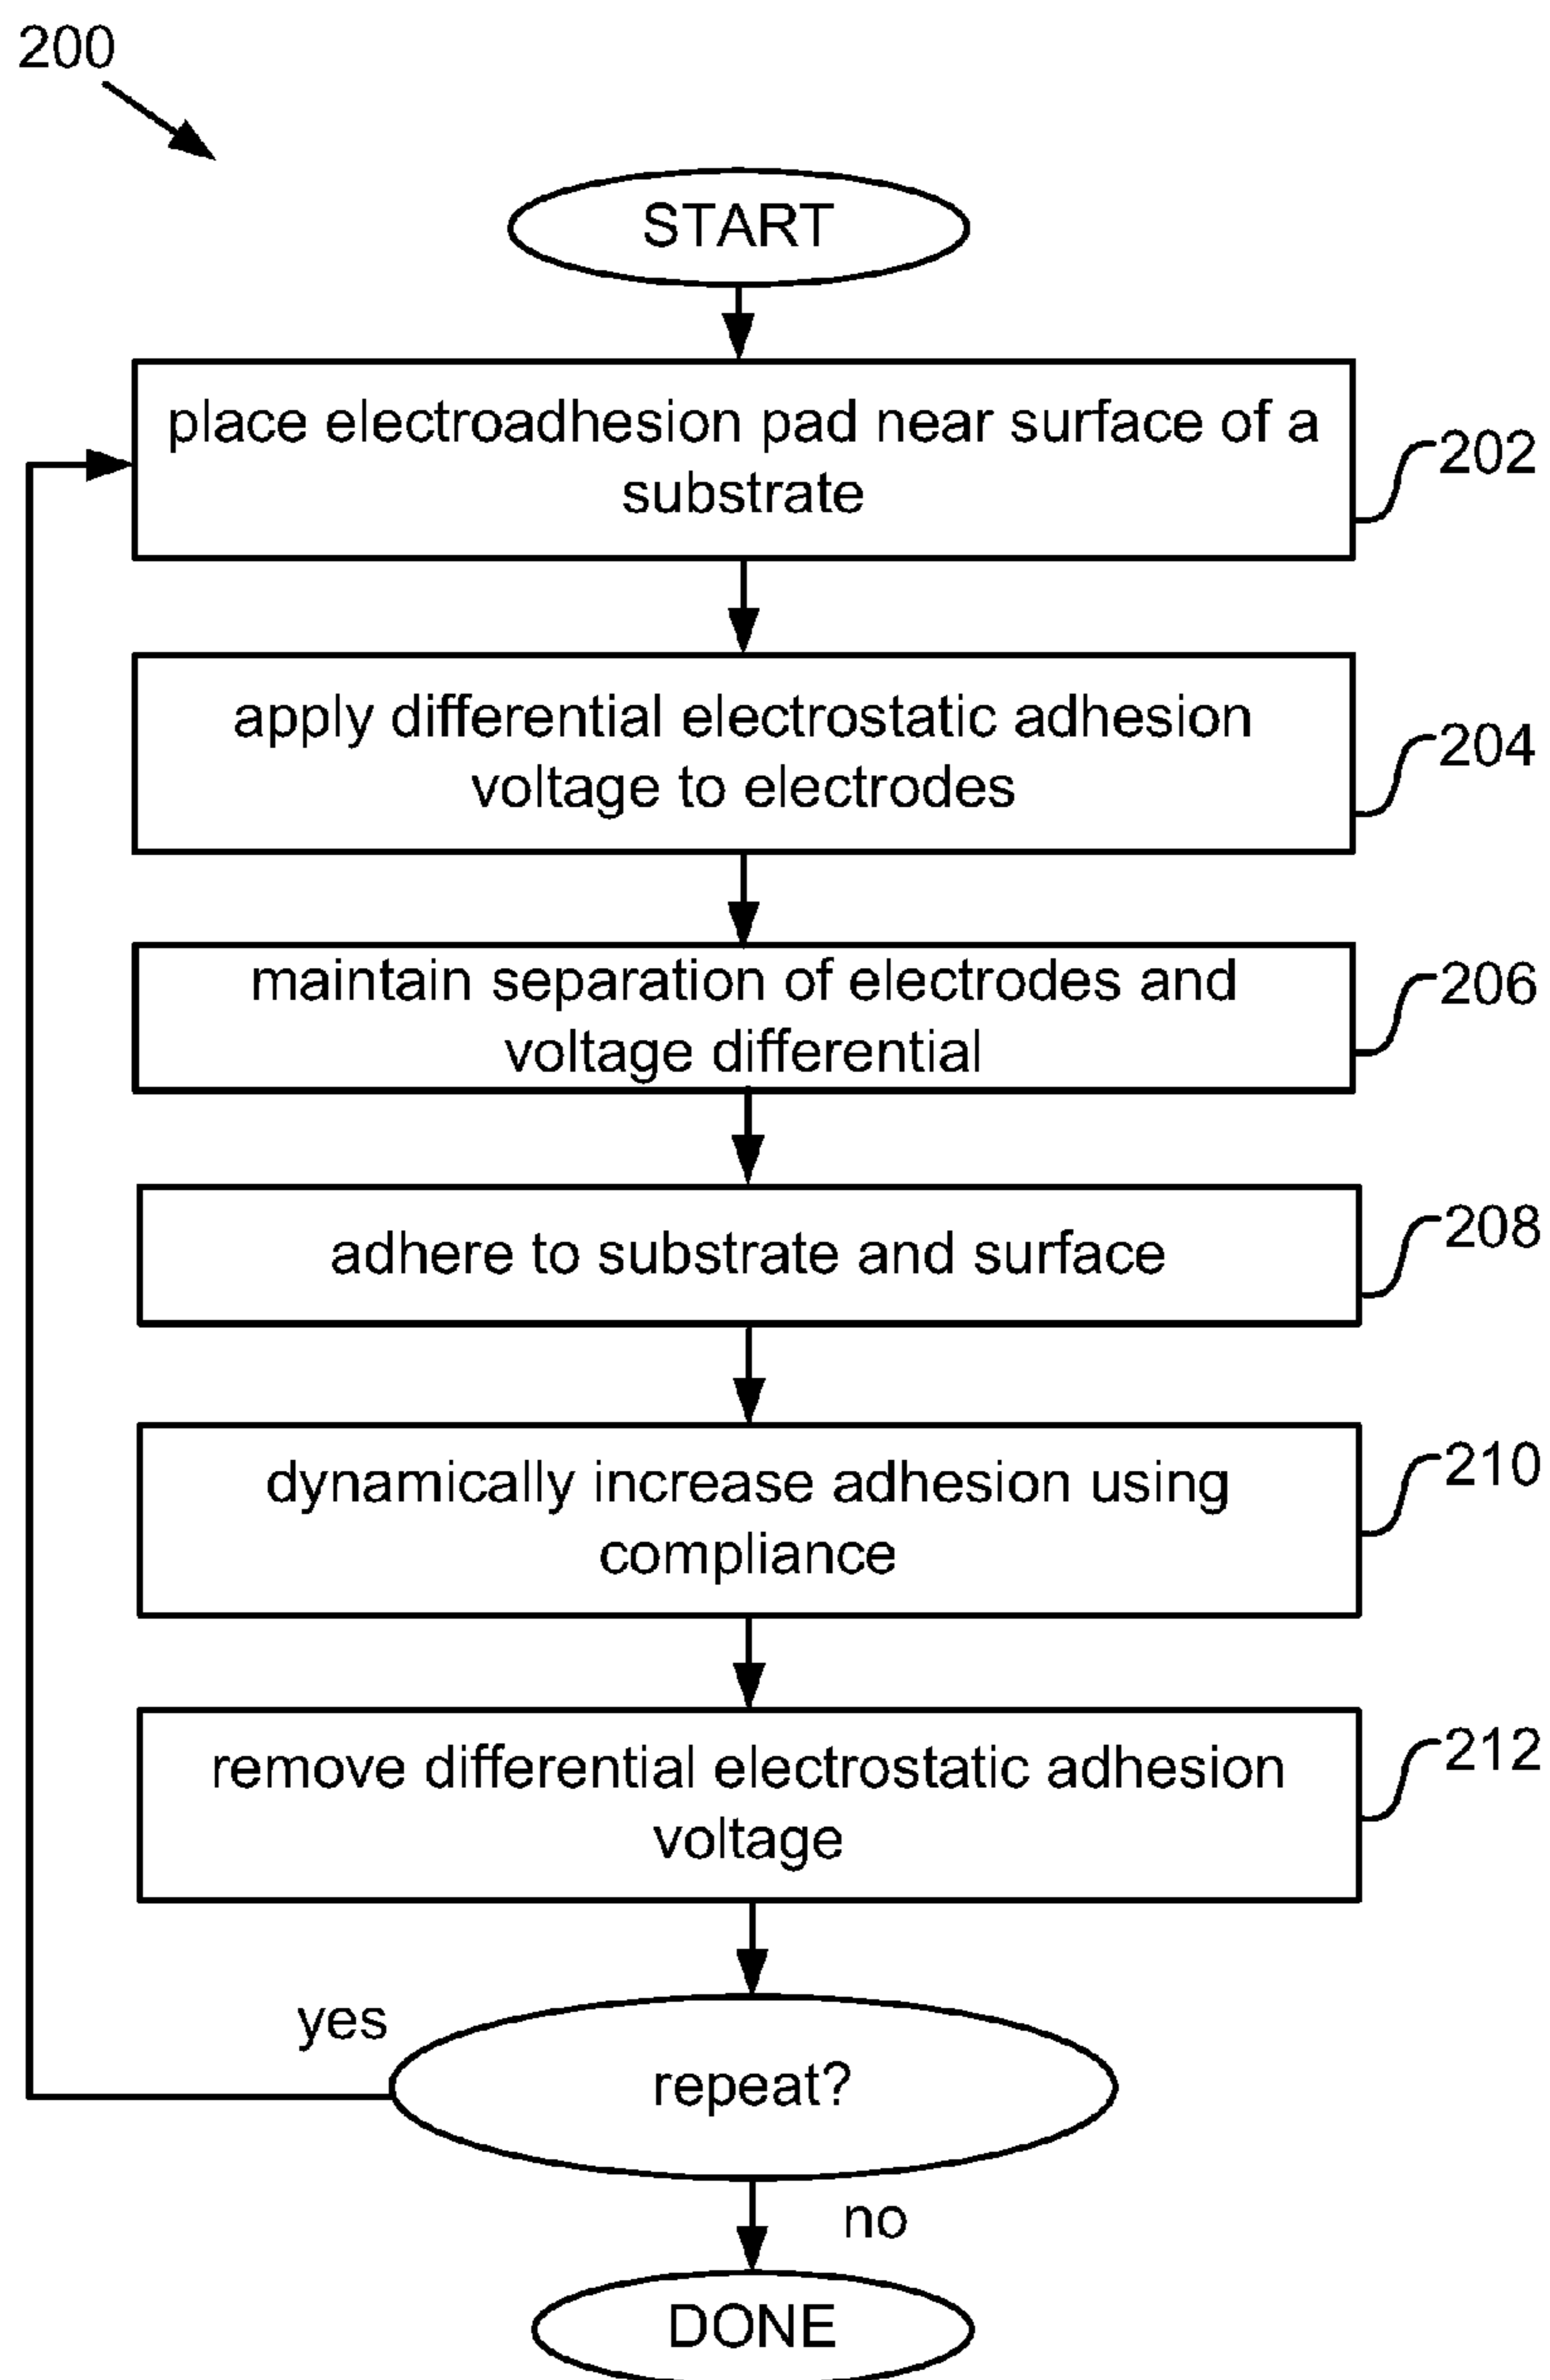 200
START
place electroadhesion pad near surface of a
substrate
202
apply differential electrostatic adhesion
voltage to electrodes
204
maintain separation of electrodes and
voltage differential
206
adhere to substrate and surface
208
dynamically increase adhesion using
compliance
210
remove differential electrostatic adhesion
voltage
212
yes
repeat?
no
DONE